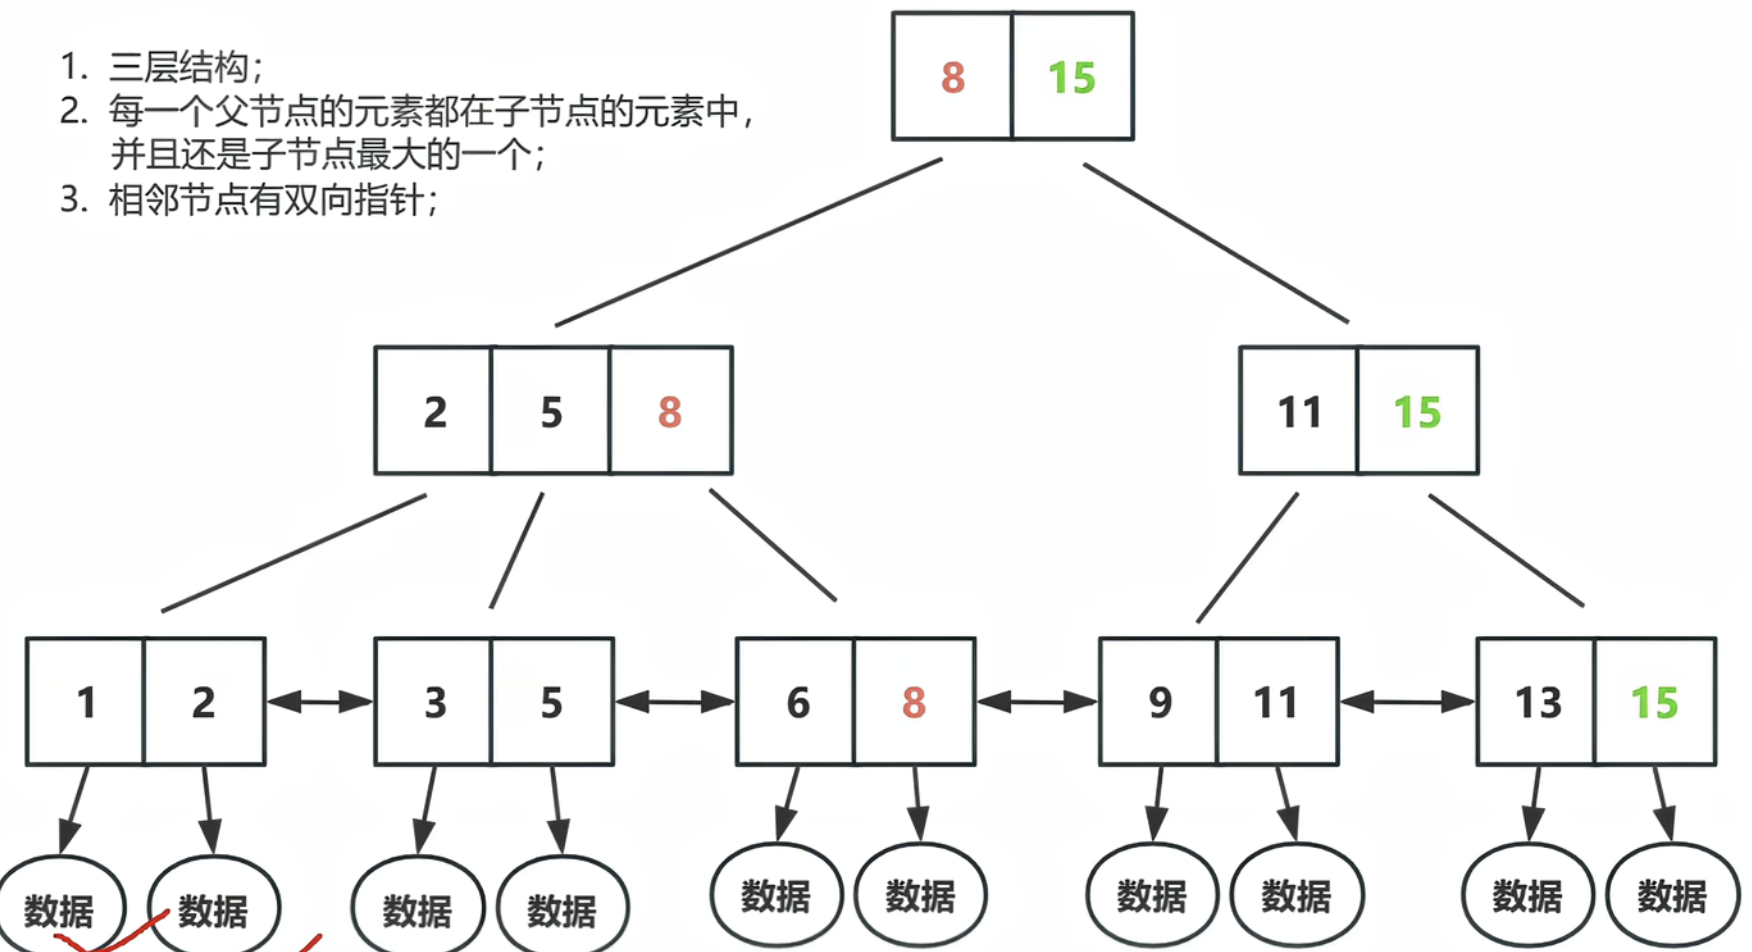 1. 三层结构；
2. 每一个父节点的元素都在子节点的元素中，
并且还是子节点最大的一个；
3. 相邻节点有双向指针；
8 15
2 5 8 11 15
1 2 3 5 6 8 9 11 13 15
数据 数据 数据 数据 数据 数据 数据 数据 数据 数据